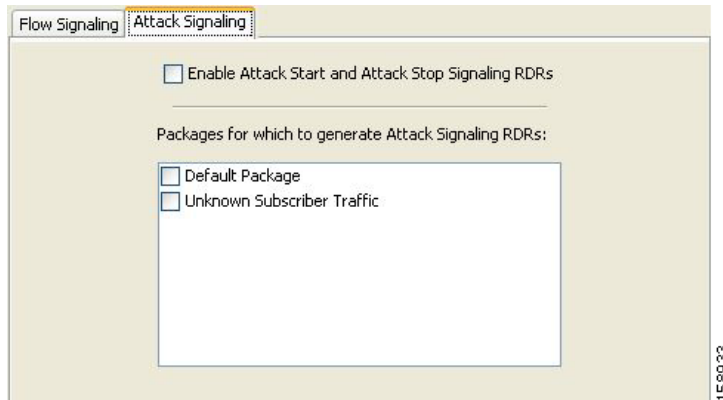 Flow Signaling Attack Signaling
Enable Attack Start and Attack Stop Signaling RDRs
Packages for which to generate Attack Signaling RDRs:
Default Package
Unknown Subscriber Traffic
158933